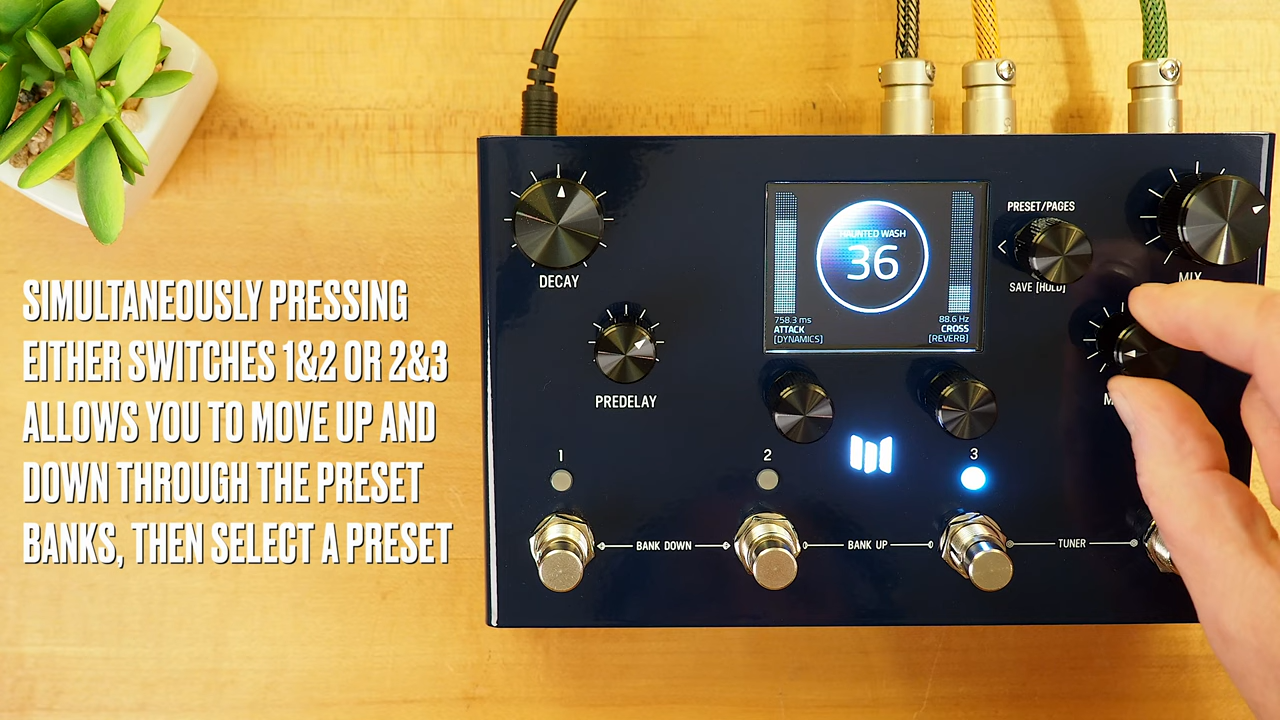 SIMULTANEOUSLY PRESSING
EITHER SWITCHES 1&2 OR 2&3
ALLOWS YOU TO MOVE UP AND
DOWN THROUGH THE PRESET
BANKS, THEN SELECT A PRESET
DECAY
PREDELAY
HAUNTED WASH
36
758.3 ms
ATTACK
[DYNAMICS]
88.6 Hz
CROSS
[REVERB]
PRESET/PAGES
SAVE [HOLD]
MIX
1
2
3
BANK DOWN
BANK UP
TUNER